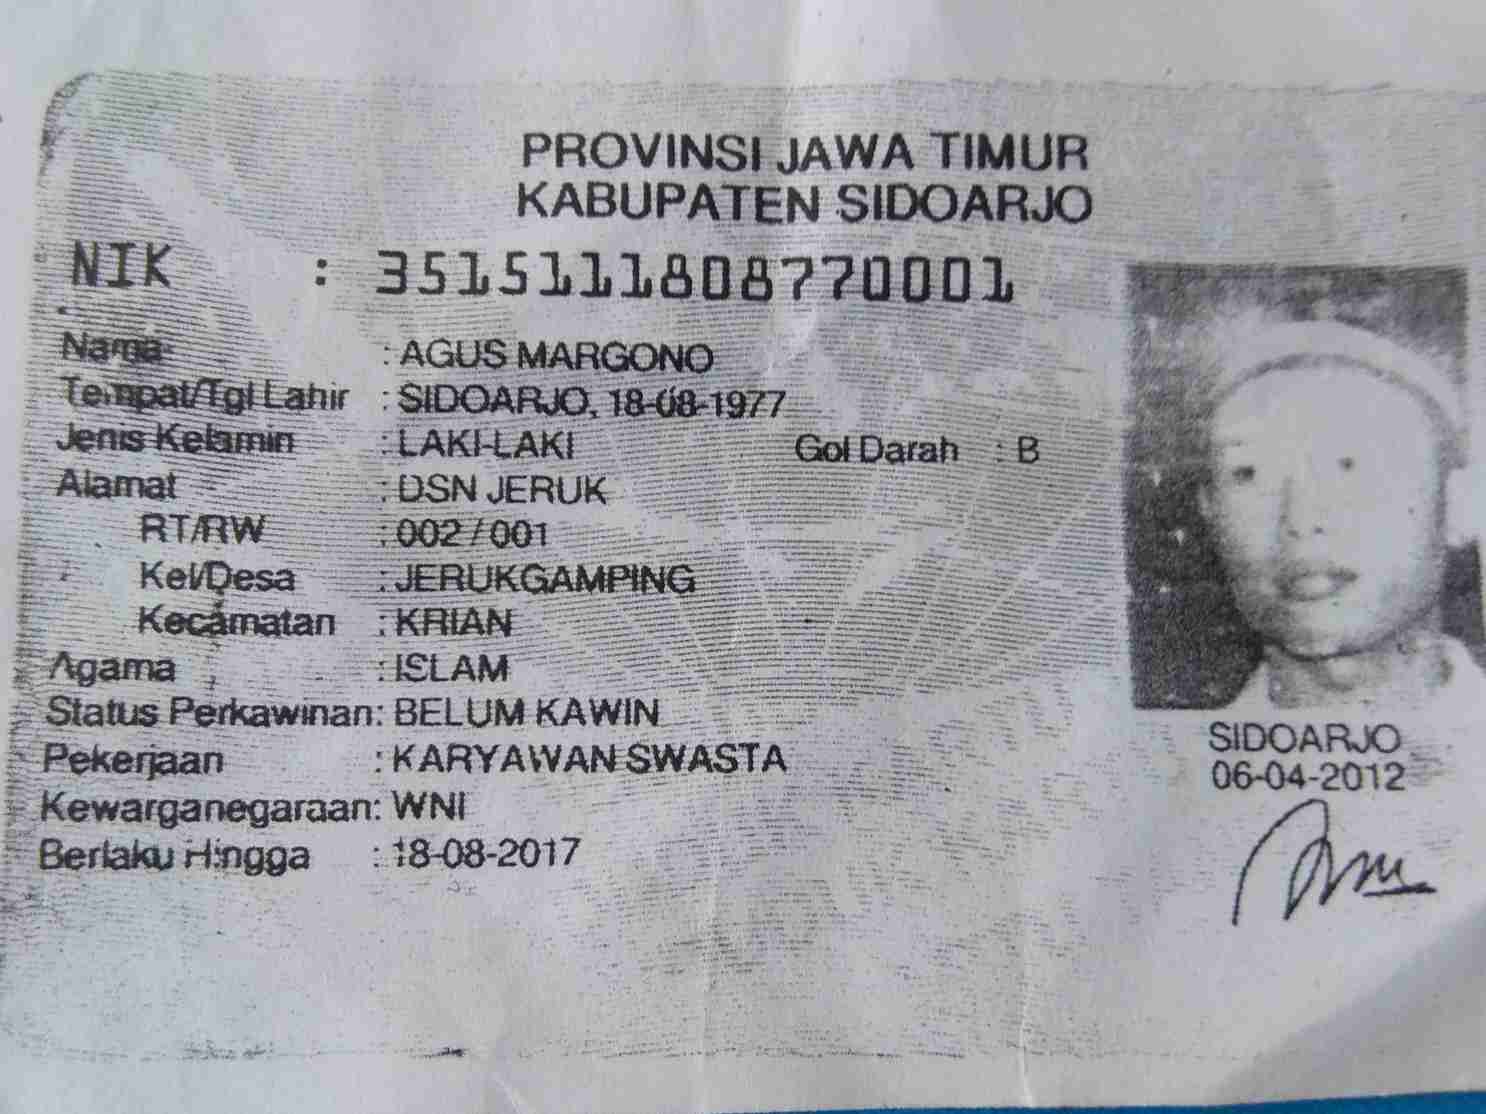 PROVINSI JAWA TIMUR
KABUPATEN SIDOARJO
NIK : 3515111808770001
Nama : AGUS MARGONO
Tempat/Tgl Lahir : SIDOARJO, 18-08-1977
Jenis Kelamin : LAKI-LAKI Gol Darah : B
Alamat : DSN JERUK
RT/RW : 002 / 001
Kel/Desa : JERUKGAMPING
Kecamatan : KRIAN
Agama : ISLAM
Status Perkawinan: BELUM KAWIN
Pekerjaan : KARYAWAN SWASTA
Kewarganegaraan: WNI
Berlaku Hingga : 18-08-2017
SIDOARJO
06-04-2012